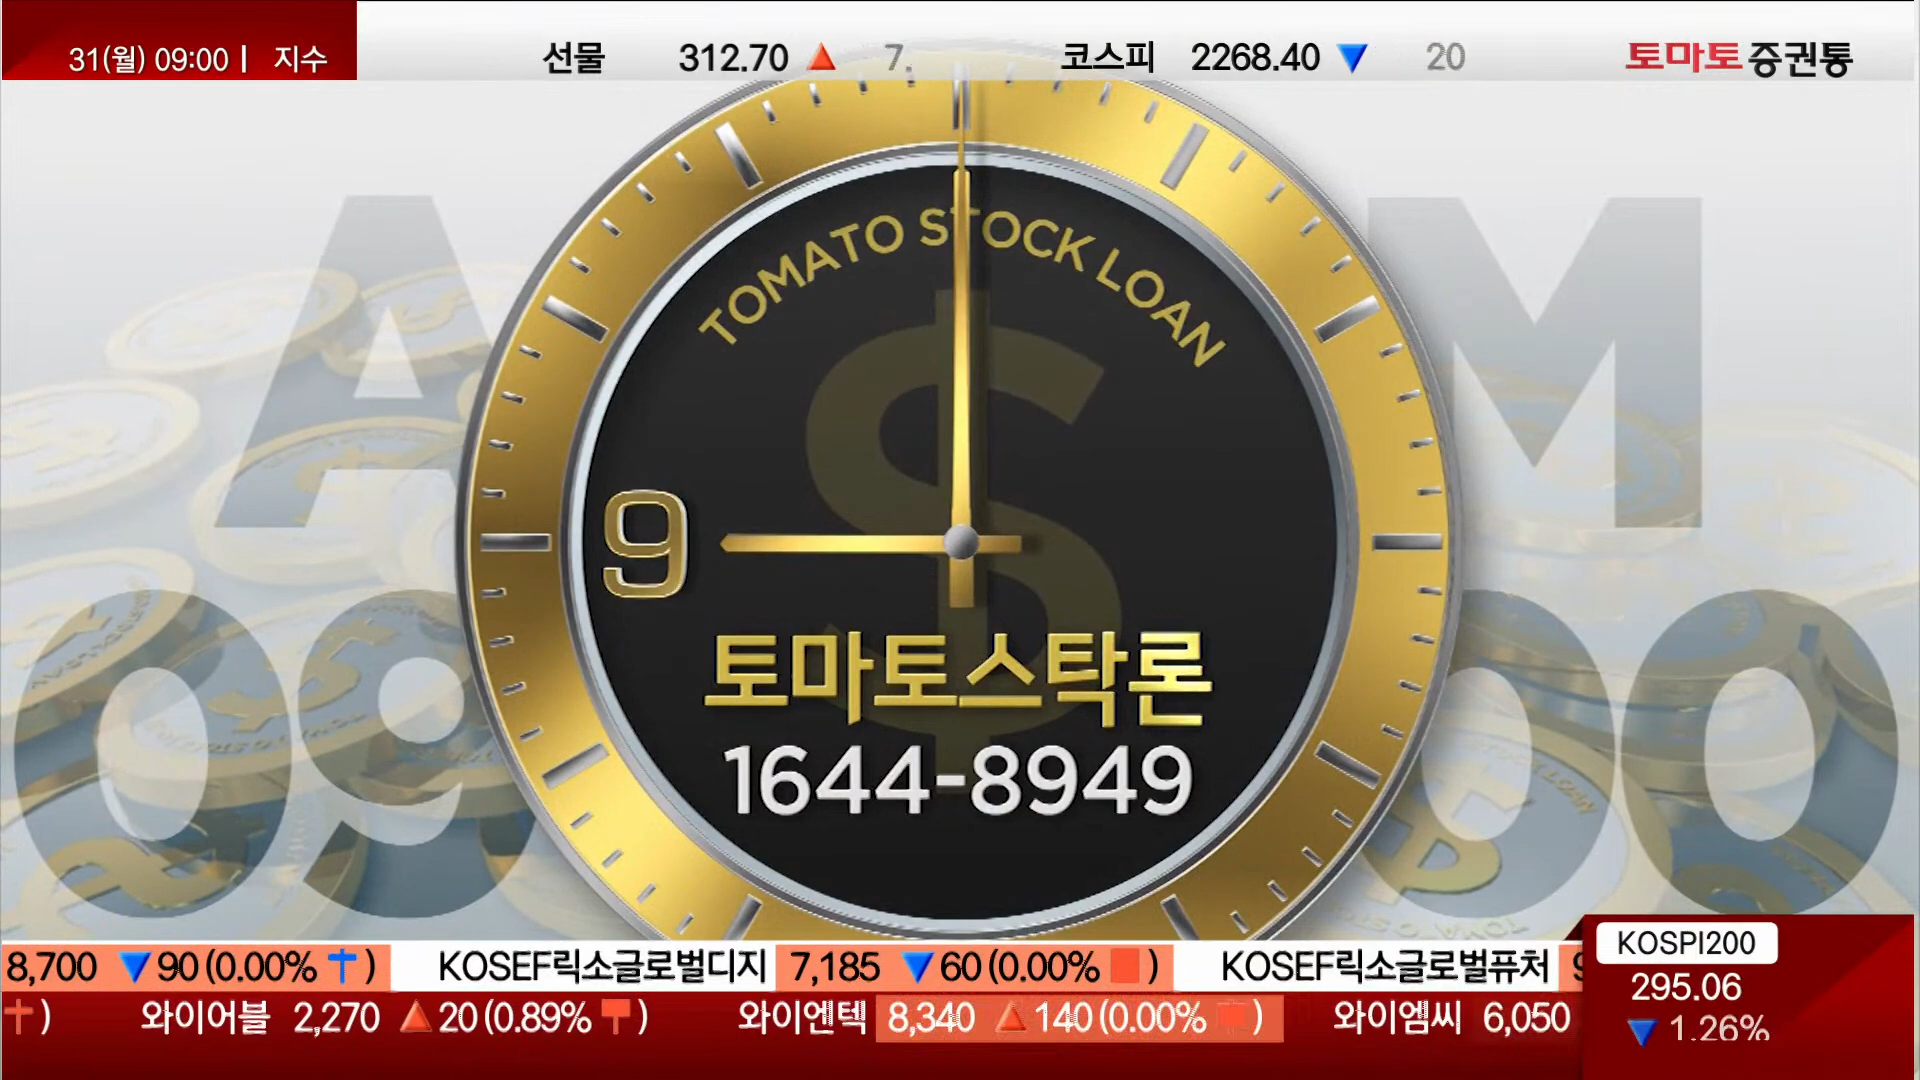 31(월) 09:00 | 지수 선물 312.70 ▲ 7. 코스피 2268.40 ▼ 20 토마토증권통
AM
TOMATO STOCK LOAN
9
09 00
토마토스탁론
1644-8949
8,700 ▼90(0.00% ) KOSEF릭소글로벌디지 7,185 ▼60(0.00% ) KOSEF릭소글로벌퓨처
) 와이어블 2,270 ▲20(0.89% ) 와이엔텍 8,340 ▲140(0.00% ) 와이엠씨 6,050
KOSPI200
295.06
▼ 1.26%